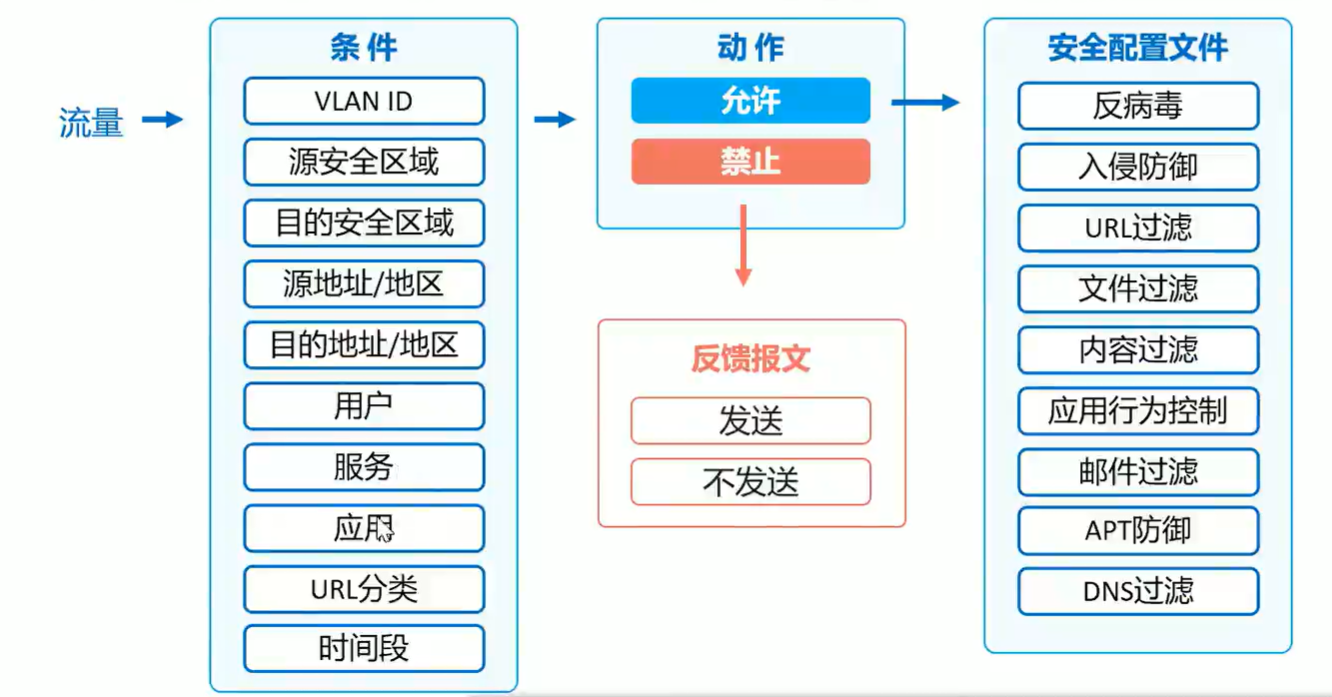 流量
条件
VLAN ID
源安全区域
目的安全区域
源地址/地区
目的地址/地区
用户
服务
应用
URL分类
时间段
动作
允许
禁止
反馈报文
发送
不发送
安全配置文件
反病毒
入侵防御
URL过滤
文件过滤
内容过滤
应用行为控制
邮件过滤
APT防御
DNS过滤